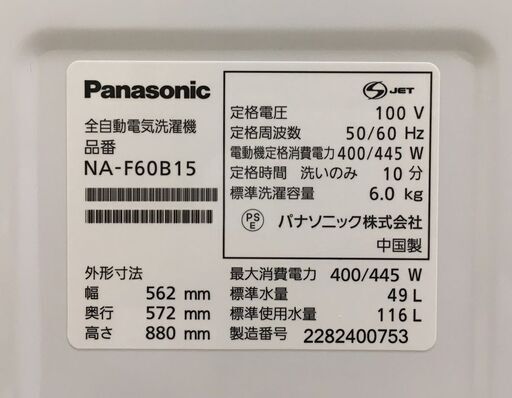 Panasonic
全自動電気洗濯機
品番
NA-F60B15
S JET
定格電圧 100 V
定格周波数 50/60 Hz
電動機定格消費電力 400/445 W
定格時間 洗いのみ 10 分
標準洗濯容量 6.0 kg
PS E パナソニック株式会社
中国製
外形寸法
幅 562 mm
奥行 572 mm
高さ 880 mm
最大消費電力 400/445 W
標準水量 49 L
標準使用水量 116 L
製造番号 2282400753